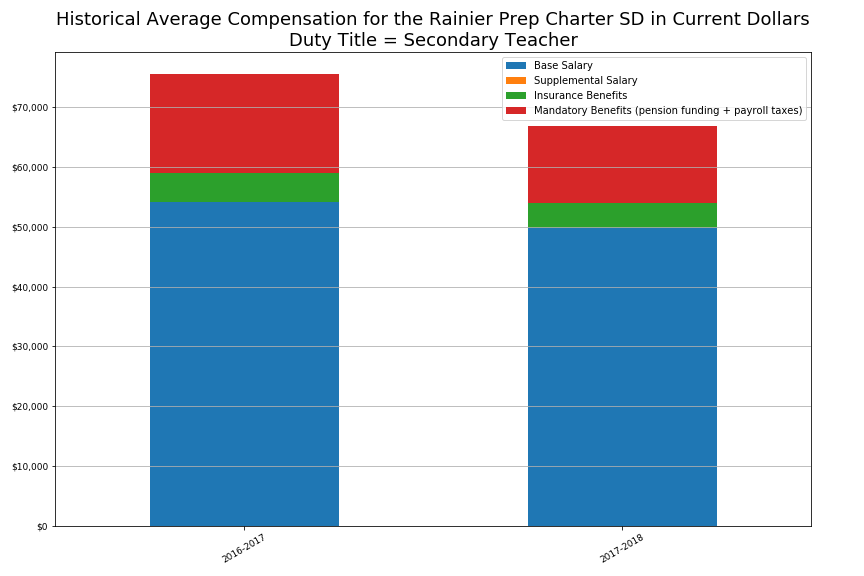 Historical Average Compensation for the Rainier Prep Charter SD in Current Dollars
Duty Title = Secondary Teacher
Base Salary
Supplemental Salary
Insurance Benefits
Mandatory Benefits (pension funding + payroll taxes)
$70,000
$60,000
$50,000
$40,000
$30,000
$20,000
$10,000
$0
2016-2017
2017-2018